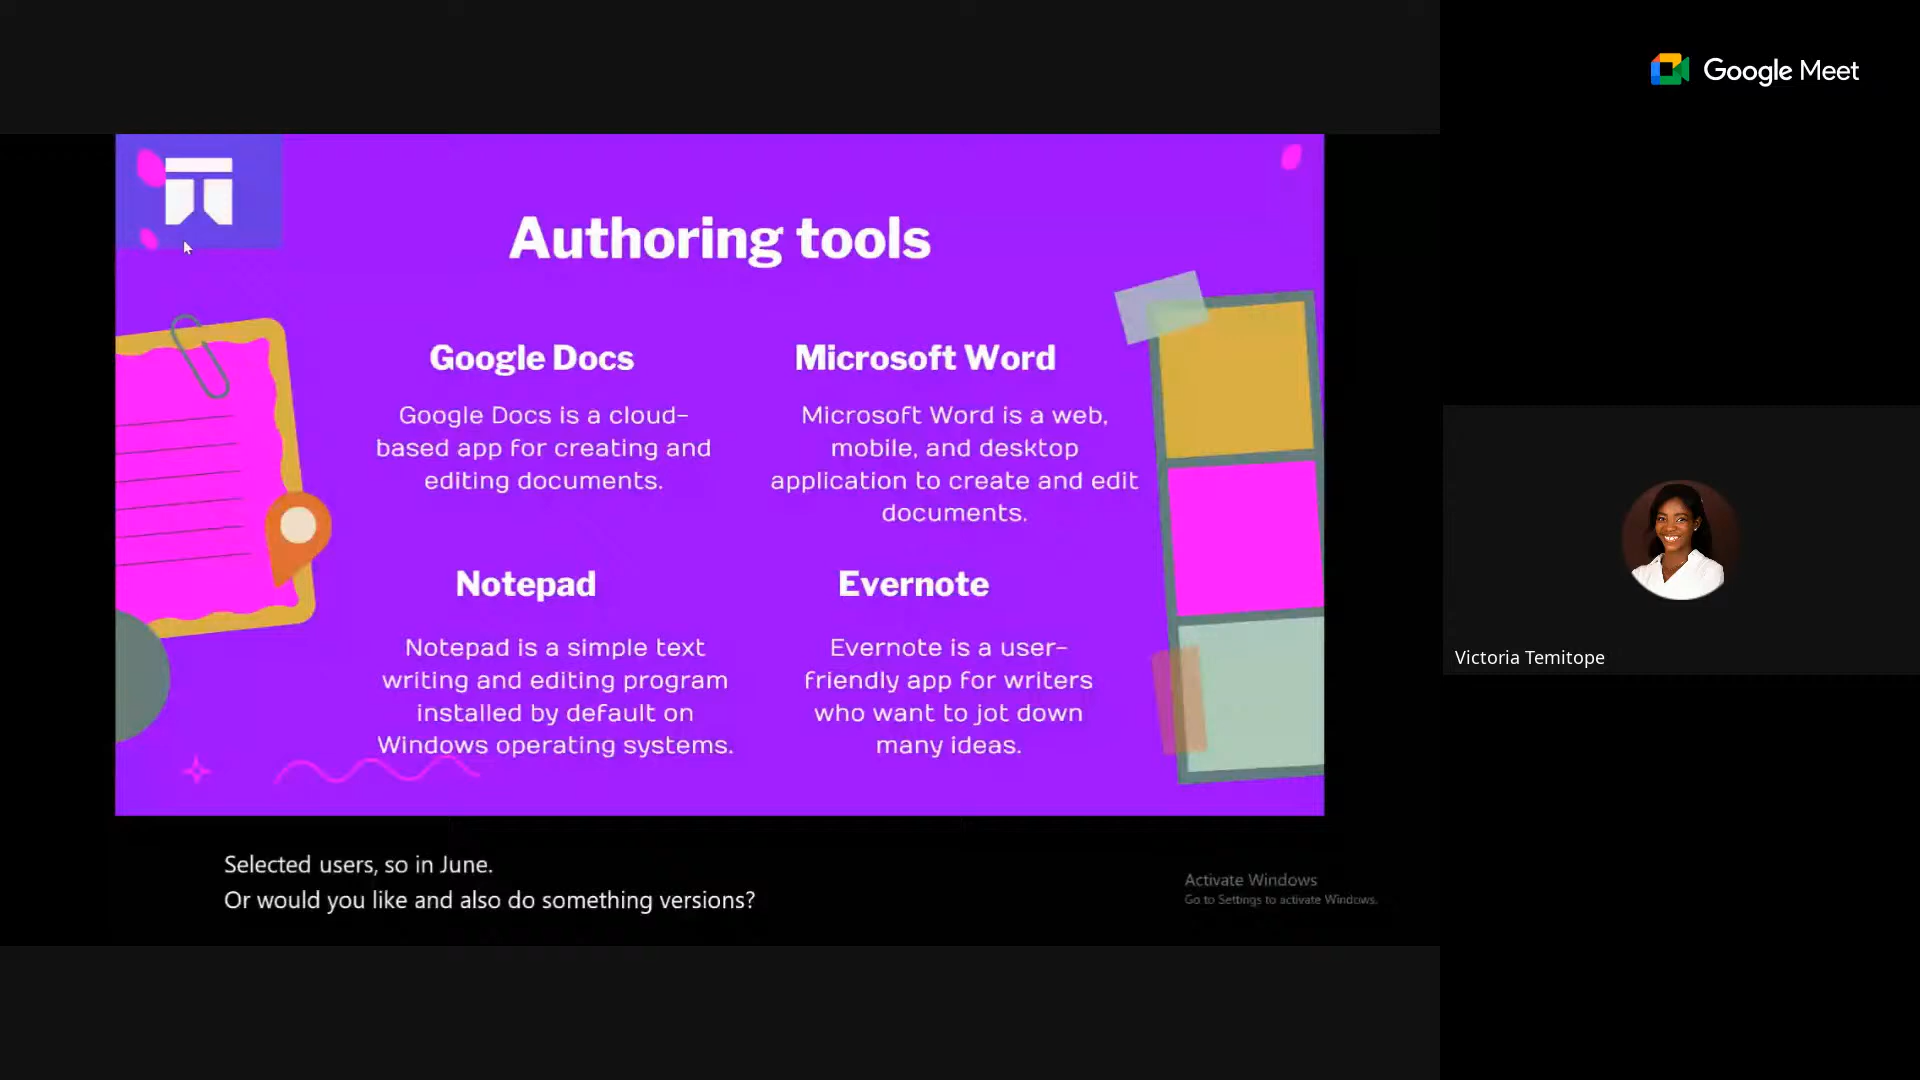 Google Meet
Authoring tools
Google Docs
Google Docs is a cloud-
based app for creating and
editing documents.
Microsoft Word
Microsoft Word is a web,
mobile, and desktop
application to create and edit
documents.
Notepad
Notepad is a simple text
writing and editing program
installed by default on
Windows operating systems.
Evernote
Evernote is a user-
friendly app for writers
who want to jot down
many ideas.
Victoria Temitope
Selected users, so in June.
Or would you like and also do something versions?
Activate Windows
Go to Settings to activate Windows.